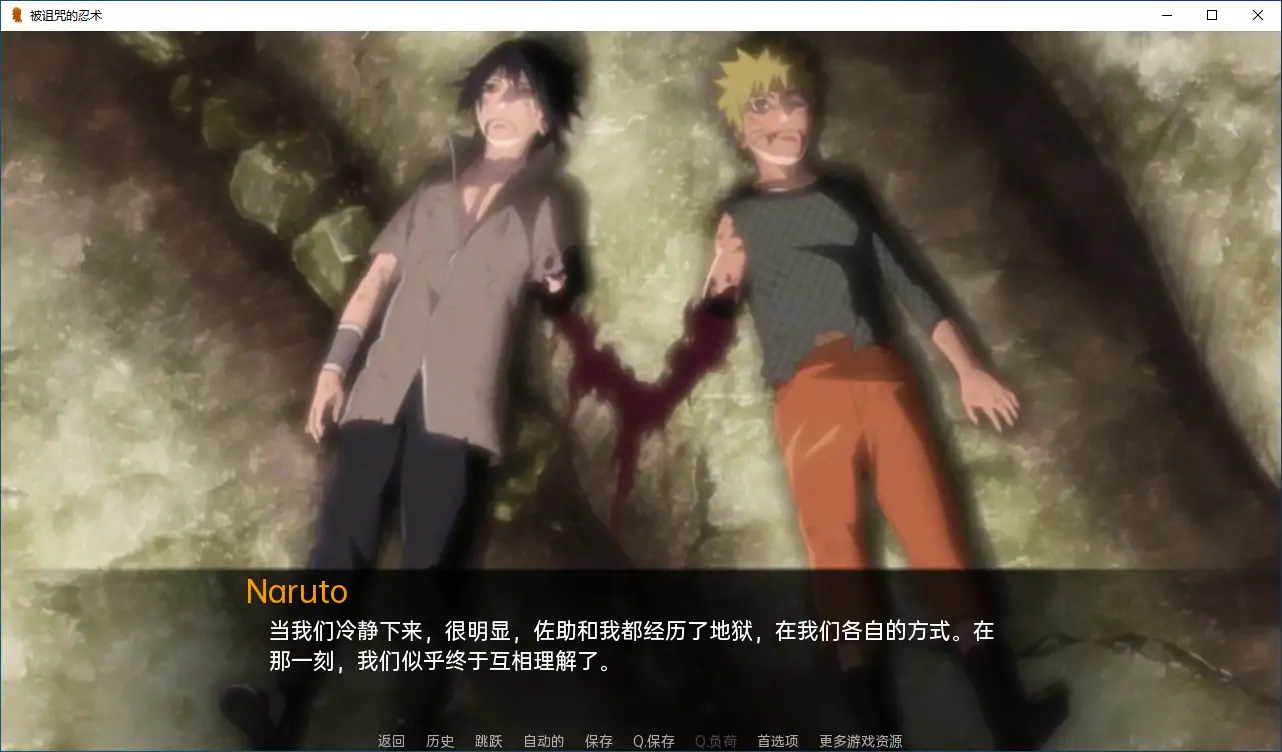 被诅咒的忍术
Naruto
当我们冷静下来，很明显，佐助和我都经历了地狱，在我们各自的方式。在
那一刻，我们似乎终于互相理解了。
返回 历史 跳跃 自动的 保存 Q.保存 Q.负荷 首选项 更多游戏资源